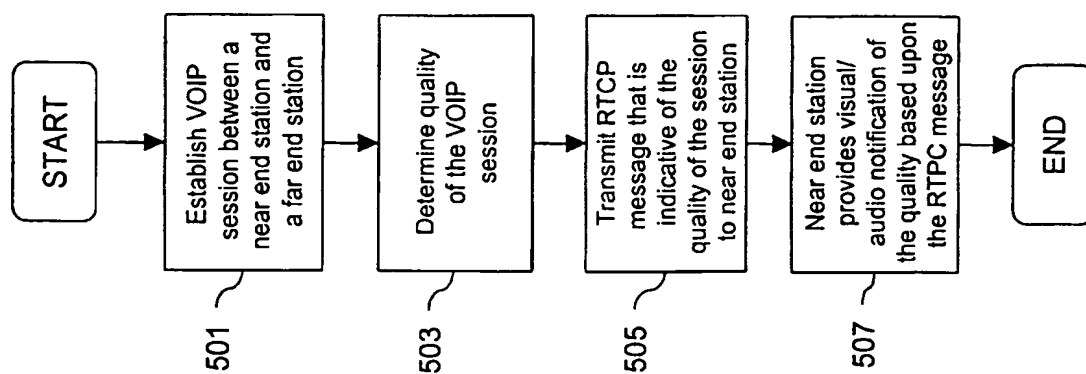 START
501
Establish VOIP
session between a
near end station and
a far end station
503
Determine quality
of the VOIP
session
505
Transmit RTCP
message that is
indicative of the
quality of the session
to near end station
507
Near end station
provides visual/
audio notification of
the quality based upon
the RTPC message
END